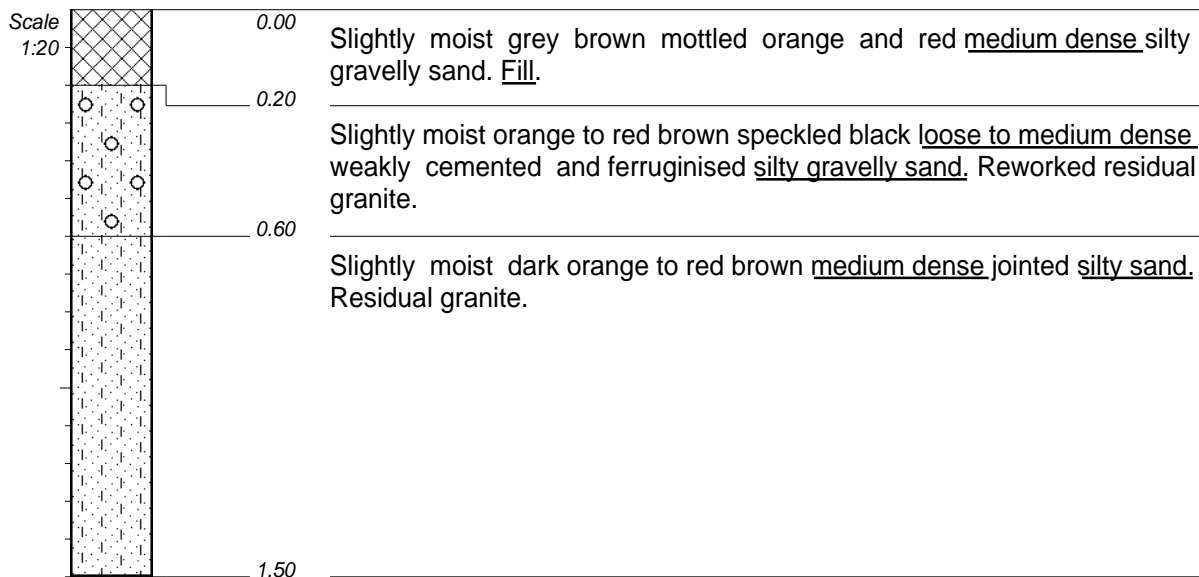 Scale
1:20
0.00
Slightly moist grey brown mottled orange and red medium dense silty
gravelly sand. Fill.
0.20
Slightly moist orange to red brown speckled black loose to medium dense
weakly cemented and ferruginised silty gravelly sand. Reworked residual
granite.
0.60
Slightly moist dark orange to red brown medium dense jointed silty sand.
Residual granite.
1.50